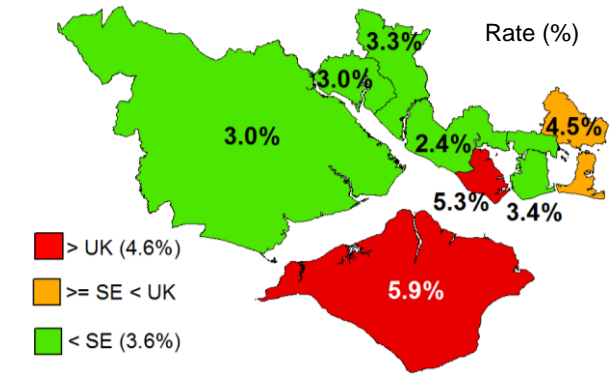 Rate (%)
3.3%
3.0%
3.0%
4.5%
2.4%
5.3%
3.4%
5.9%
> UK (4.6%)
>= SE < UK
< SE (3.6%)